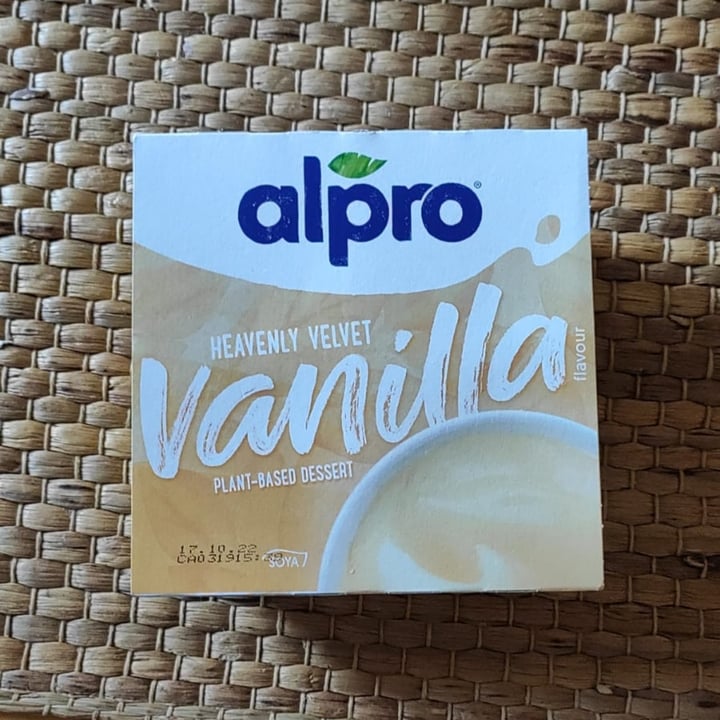 alpro®
HEAVENLY VELVET
vanilla
flavour
PLANT-BASED DESSERT
17.10.22
SOYA